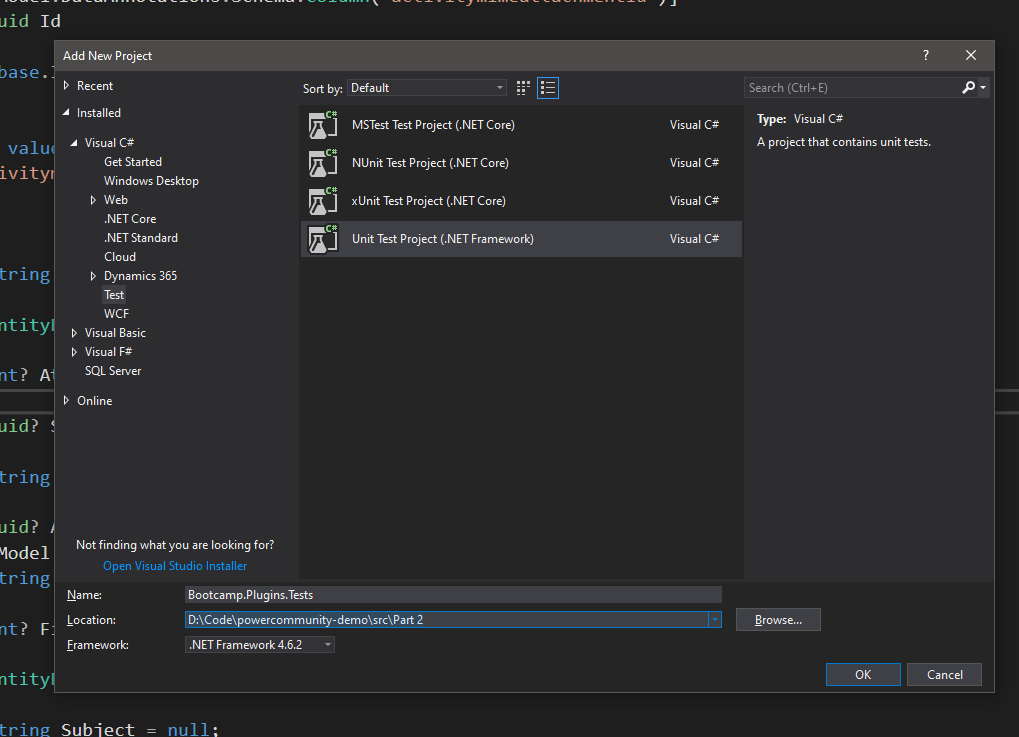 Model.DataAnnotations.Schema.Column("activitymimeattachmentid")]
uid Id
Add New Project
?
base.
Recent
Installed
Sort by: Default
Search (Ctrl+E)
Visual C#
Get Started
Windows Desktop
Web
.NET Core
.NET Standard
Cloud
Dynamics 365
Test
WCF
Visual Basic
Visual F#
SQL Server
Online
MSTest Test Project (.NET Core) Visual C#
NUnit Test Project (.NET Core) Visual C#
xUnit Test Project (.NET Core) Visual C#
Unit Test Project (.NET Framework) Visual C#
Type: Visual C#
A project that contains unit tests.
value
tring
nt? At
uid? S
tring
uid? A
Model
tring
nt? Fi
Not finding what you are looking for?
Open Visual Studio Installer
Name: Bootcamp.Plugins.Tests
Location: D:\Code\powercommunity-demo\src\Part 2
Browse...
Framework: .NET Framework 4.6.2
OK
Cancel
tring Subject = null;